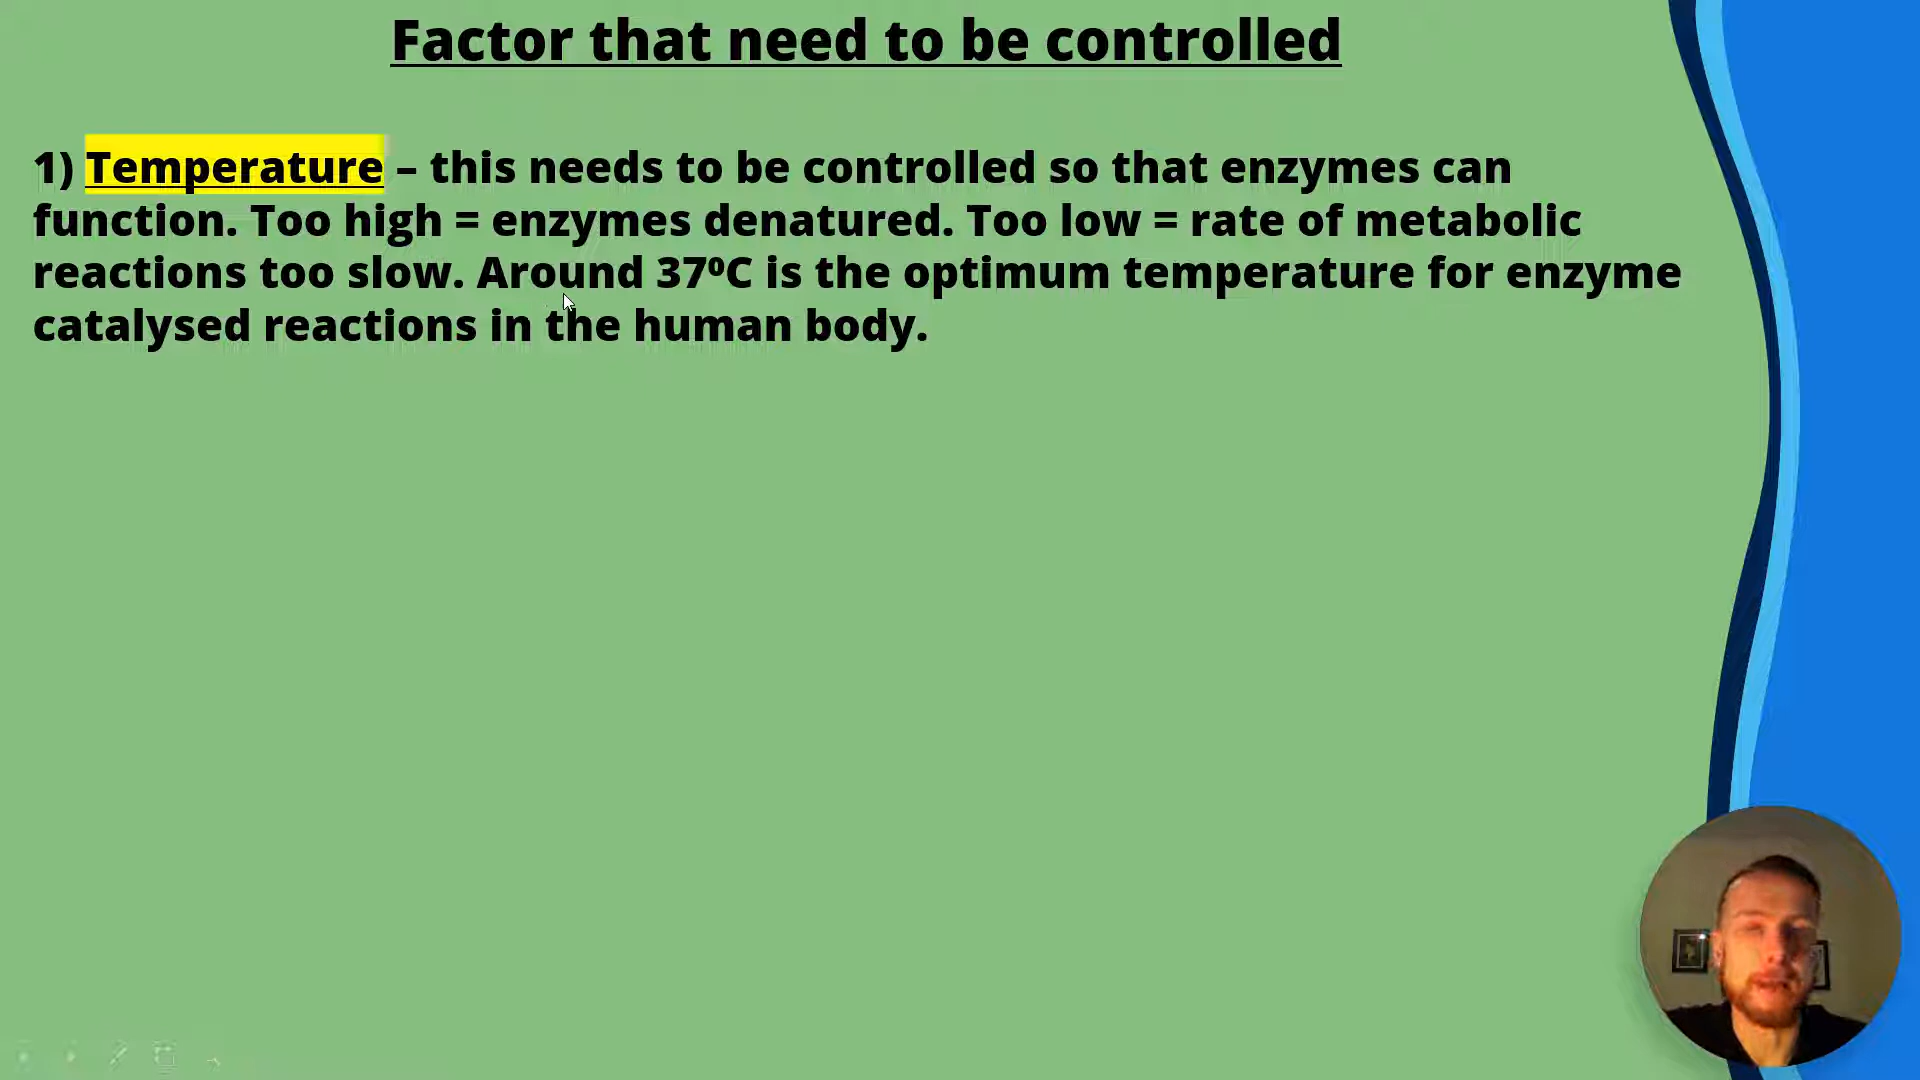 Factor that need to be controlled
1) Temperature – this needs to be controlled so that enzymes can
function. Too high = enzymes denatured. Too low = rate of metabolic
reactions too slow. Around 37⁰C is the optimum temperature for enzyme
catalysed reactions in the human body.